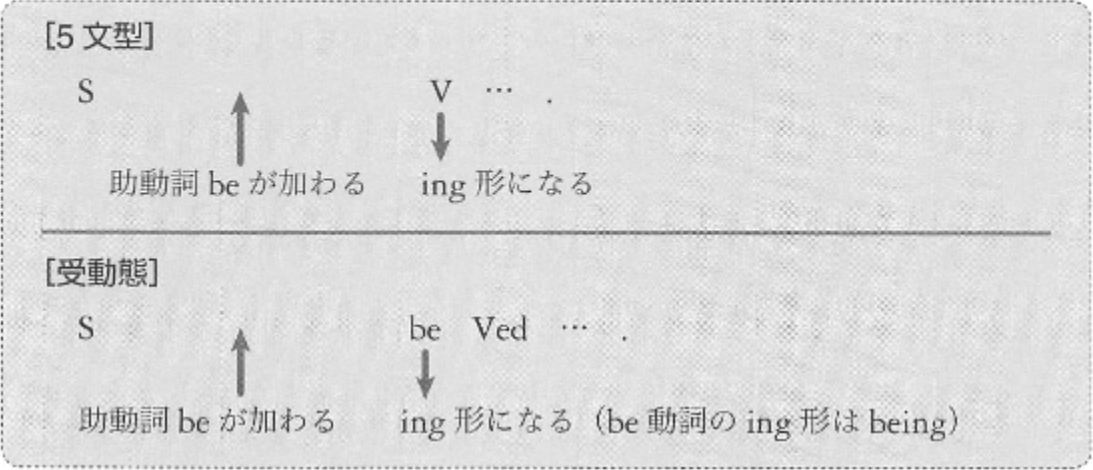 [5 文型]
S V … .
助動詞 be が加わる ing 形になる
[受動態]
S be Ved … .
助動詞 be が加わる ing 形になる（be 動詞の ing 形は being）